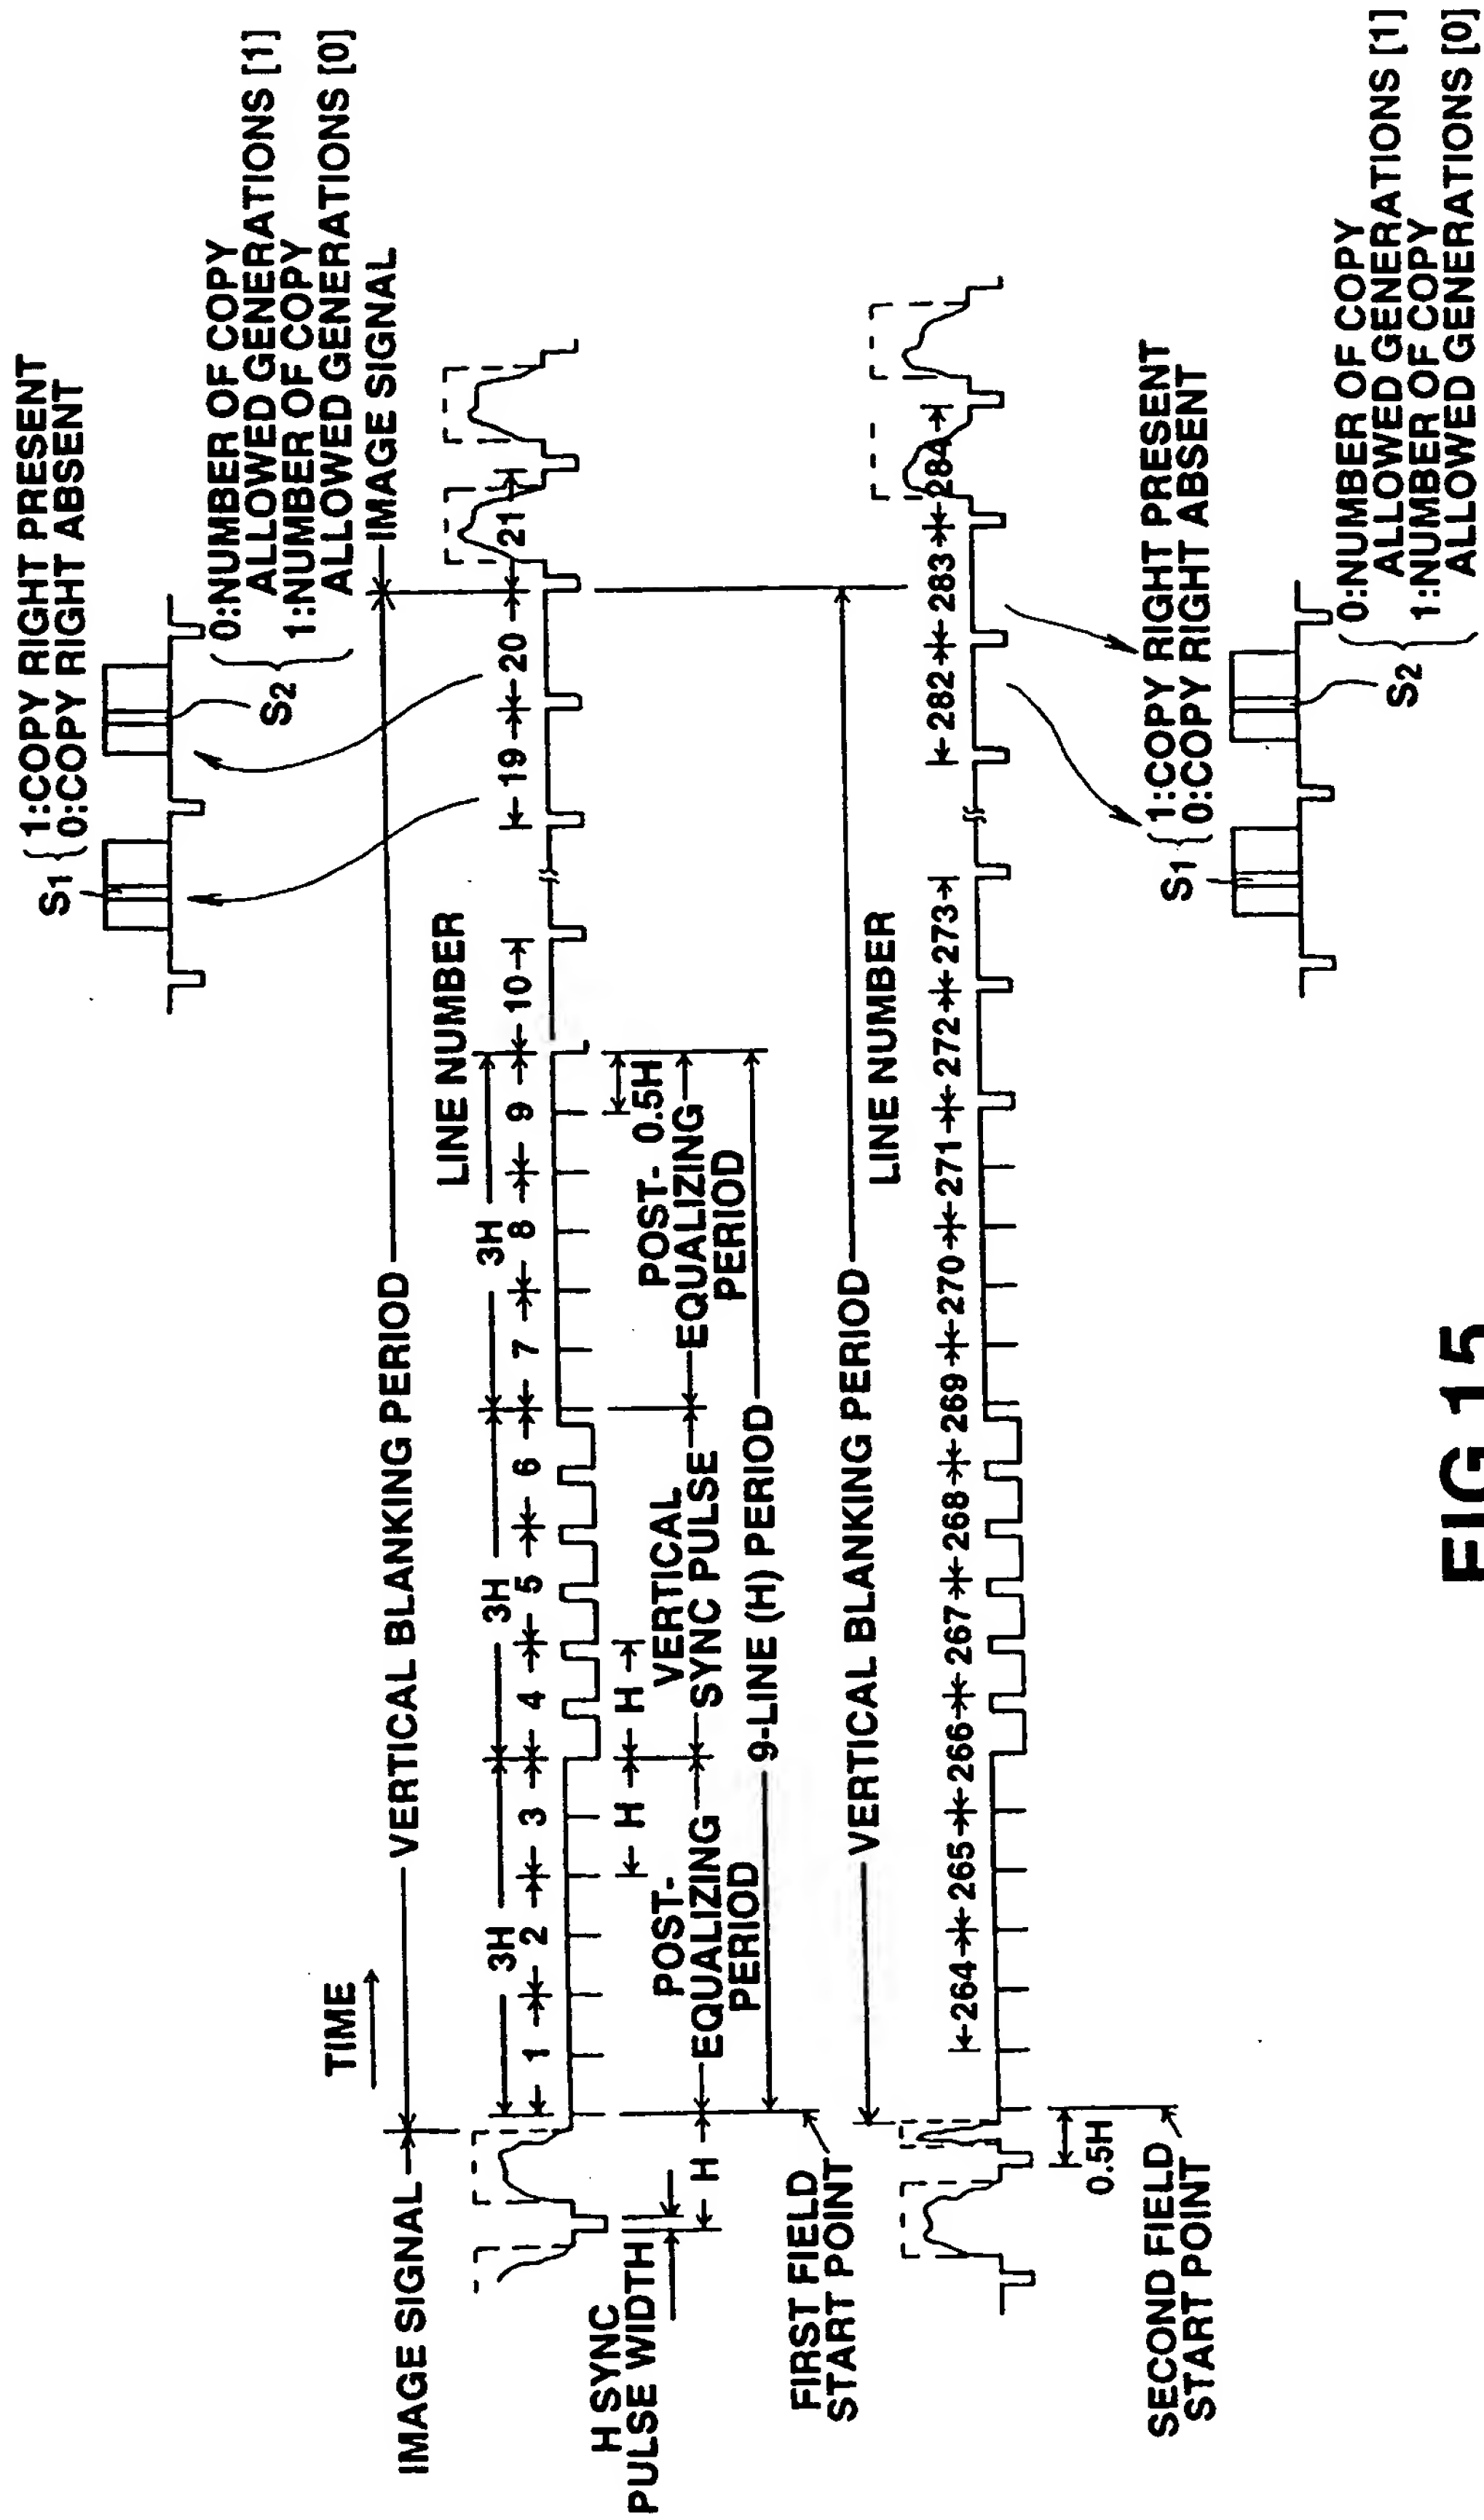 S1 { 1:COPY RIGHT PRESENT
0:COPY RIGHT ABSENT
S2 { 0:NUMBER OF COPY
ALLOWED GENERATIONS [1]
1:NUMBER OF COPY
ALLOWED GENERATIONS [0]
TIME
IMAGE SIGNAL
VERTICAL BLANKING PERIOD
IMAGE SIGNAL
LINE NUMBER
3H 3H 3H
1 2 3 4 5 6 7 8 9 10 19 20 21
H SYNC
PULSE WIDTH
H
H H
0.5H
POST-
EQUALIZING
PERIOD
VERTICAL
SYNC PULSE
POST-
EQUALIZING
PERIOD
9-LINE (H) PERIOD
FIRST FIELD
START POINT
VERTICAL BLANKING PERIOD
LINE NUMBER
264 265 266 267 268 269 270 271 272 273 282 283 284
0.5H
SECOND FIELD
START POINT
S1 { 1:COPY RIGHT PRESENT
0:COPY RIGHT ABSENT
S2 { 0:NUMBER OF COPY
ALLOWED GENERATIONS [1]
1:NUMBER OF COPY
ALLOWED GENERATIONS [0]
FIG.15